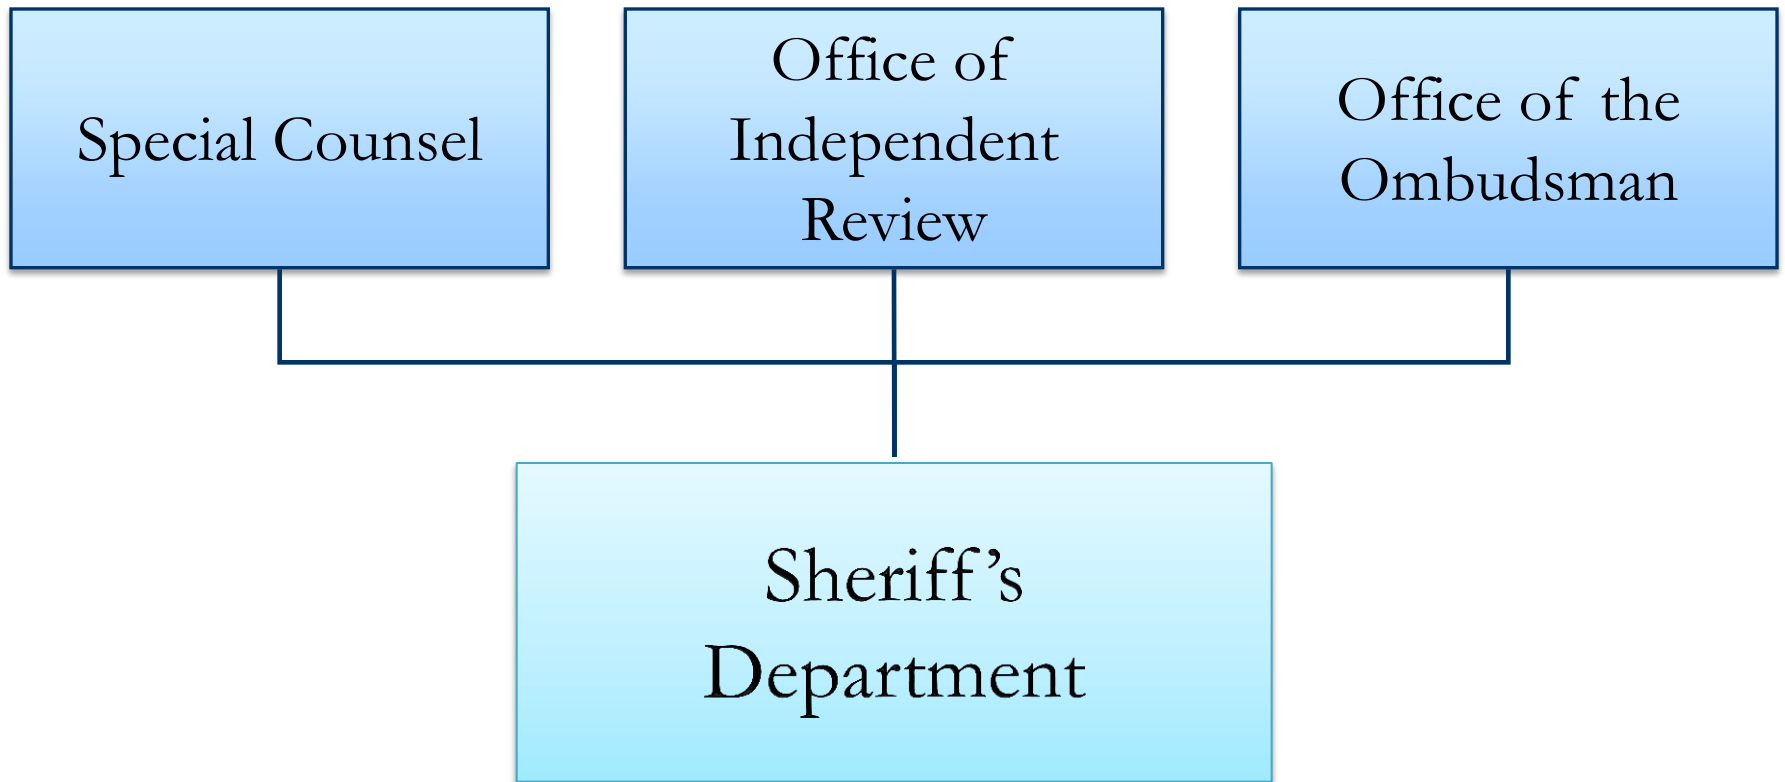 Special Counsel
Office of
Independent
Review
Office of the
Ombudsman
Sheriff’s
Department